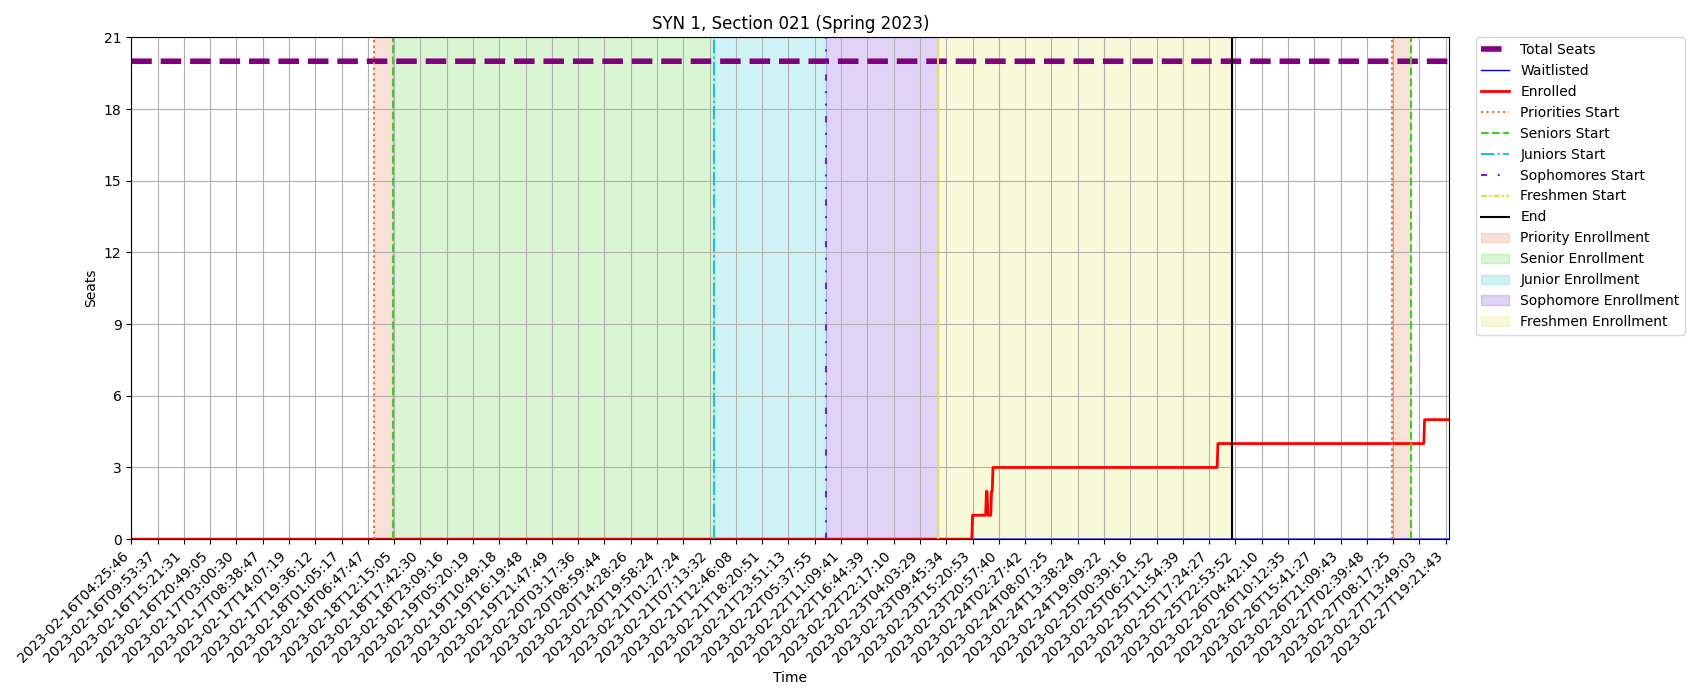 SYN 1, Section 021 (Spring 2023)
21
18
15
12
9
6
3
0
Seats
2023-02-16T04:25:46
2023-02-16T09:53:37
2023-02-16T15:21:31
2023-02-16T20:49:05
2023-02-17T03:00:30
2023-02-17T08:38:47
2023-02-17T14:07:19
2023-02-17T19:36:12
2023-02-18T01:05:17
2023-02-18T06:47:47
2023-02-18T12:15:05
2023-02-18T17:42:30
2023-02-18T23:09:16
2023-02-19T05:20:19
2023-02-19T10:49:18
2023-02-19T16:19:48
2023-02-19T21:47:49
2023-02-20T03:17:36
2023-02-20T08:59:44
2023-02-20T14:28:26
2023-02-20T19:58:24
2023-02-21T01:27:24
2023-02-21T07:13:32
2023-02-21T12:46:08
2023-02-21T18:20:51
2023-02-21T23:51:13
2023-02-22T05:37:55
2023-02-22T11:09:41
2023-02-22T16:44:39
2023-02-22T22:17:10
2023-02-23T04:03:29
2023-02-23T09:45:34
2023-02-23T15:20:53
2023-02-23T20:57:40
2023-02-24T02:27:42
2023-02-24T08:07:25
2023-02-24T13:38:24
2023-02-24T19:09:22
2023-02-25T00:39:16
2023-02-25T06:21:52
2023-02-25T11:54:39
2023-02-25T17:24:27
2023-02-25T22:53:52
2023-02-26T04:42:10
2023-02-26T10:12:35
2023-02-26T15:41:27
2023-02-26T21:09:43
2023-02-27T02:39:48
2023-02-27T08:17:25
2023-02-27T13:49:03
2023-02-27T19:21:43
Time
Total Seats
Waitlisted
Enrolled
Priorities Start
Seniors Start
Juniors Start
Sophomores Start
Freshmen Start
End
Priority Enrollment
Senior Enrollment
Junior Enrollment
Sophomore Enrollment
Freshmen Enrollment